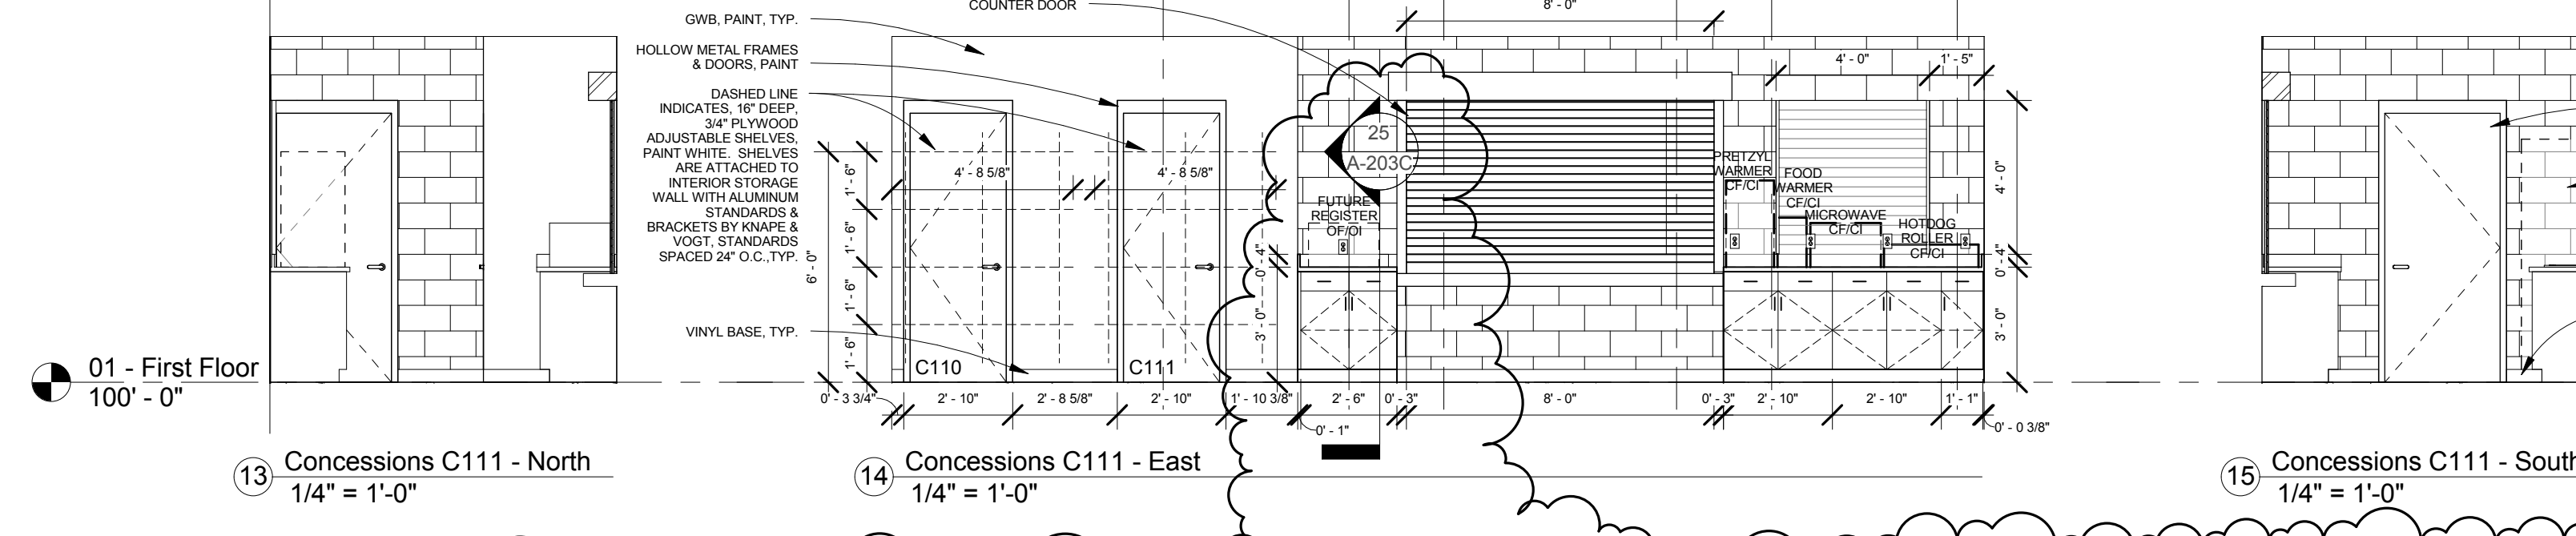 COUNTER DOOR
8' - 0"
GWB, PAINT, TYP.
HOLLOW METAL FRAMES
& DOORS, PAINT
DASHED LINE
INDICATES, 16" DEEP,
3/4" PLYWOOD
ADJUSTABLE SHELVES,
PAINT WHITE. SHELVES
ARE ATTACHED TO
INTERIOR STORAGE
WALL WITH ALUMINUM
STANDARDS &
BRACKETS BY KNAPE &
VOGT, STANDARDS
SPACED 24" O.C.,TYP.
VINYL BASE, TYP.
6' - 0"
1' - 6"
1' - 6"
1' - 6"
1' - 6"
4' - 8 5/8"
4' - 8 5/8"
C110
C111
25
A-203C
FUTURE
REGISTER
OF/OI
0' - 4"
3' - 0"
PRETZYL
WARMER
CF/CI
FOOD
WARMER
CF/CI
MICROWAVE
CF/CI
HOTDOG
ROLLER
CF/CI
4' - 0"
1' - 5"
4' - 0"
0' - 4"
3' - 0"
0' - 3 3/4"
2' - 10"
2' - 8 5/8"
2' - 10"
1' - 10 3/8"
2' - 6"
0' - 3"
8' - 0"
0' - 3"
2' - 10"
2' - 10"
1' - 1"
0' - 1"
0' - 0 3/8"
01 - First Floor
100' - 0"
13
Concessions C111 - North
1/4" = 1'-0"
14
Concessions C111 - East
1/4" = 1'-0"
15
Concessions C111 - South
1/4" = 1'-0"